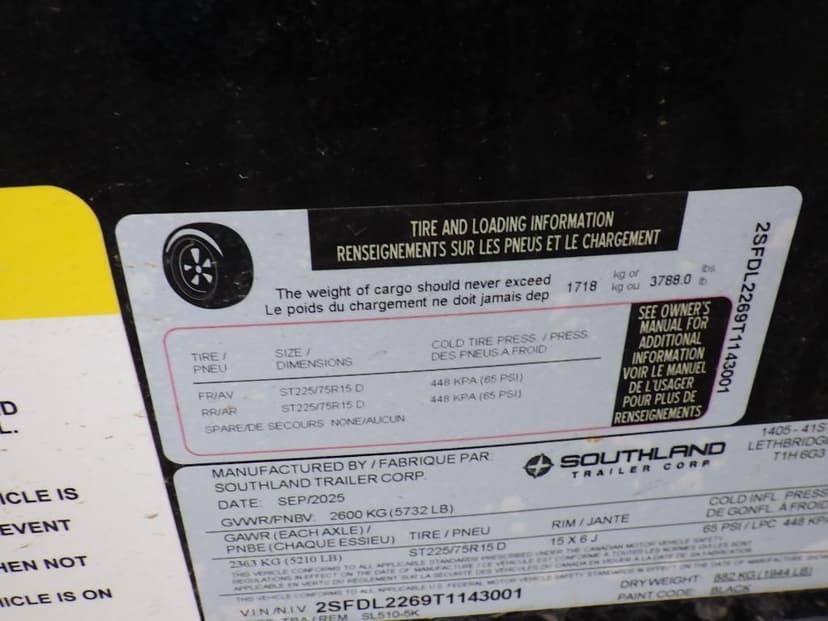 TIRE AND LOADING INFORMATION
RENSEIGNEMENTS SUR LES PNEUS ET LE CHARGEMENT
The weight of cargo should never exceed 1718 kg or 3788.0 lbs.
Le poids du chargement ne doit jamais dep kg ou lb
TIRE / SIZE / COLD TIRE PRESS. / PRESS.
PNEU DIMENSIONS DES PNEUS A FROID
FR/AV ST225/75R15 D 448 KPA (65 PSI)
RR/AR ST225/75R15 D 448 KPA (65 PSI)
SPARE/DE SECOURS NONE/AUCUN
SEE OWNER'S
MANUAL FOR
ADDITIONAL
INFORMATION
VOIR LE MANUEL
DE L'USAGER
POUR PLUS DE
RENSEIGNEMENTS
2SFDL2269T1143001
D
L.
ICLE IS
EVENT
HEN NOT
HICLE IS ON
MANUFACTURED BY / FABRIQUE PAR:
SOUTHLAND TRAILER CORP.
SOUTHLAND
TRAILER CORP
1405 - 41S
LETHBRIDG
T1H 6G3
DATE: SEP/2025
GVWR/PNBV: 2600 KG (5732 LB)
GAWR (EACH AXLE) / TIRE / PNEU RIM / JANTE COLD INFL. PRESS
PNBE (CHAQUE ESSIEU) DE GONFL. A FROID
2363 KG (5210 LB) ST225/75R15 D 15 X 6 J 65 PSI / LPC 448 KP
V.I.N /N.I.V 2SFDL2269T1143001
DRY WEIGHT: 882 KG (1944 LB)
PAINT CODE: BLACK
SL510-5K